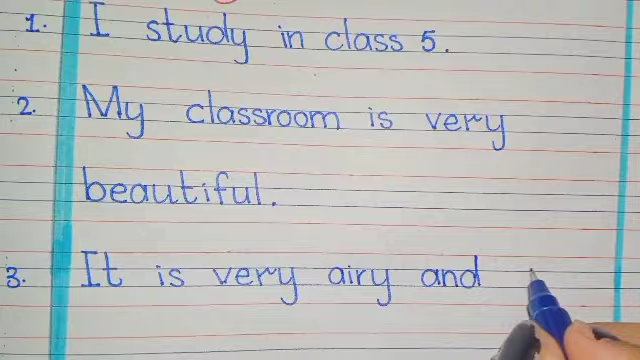 1. I study in class 5.
2. My classroom is very
beautiful.
3. It is very airy and